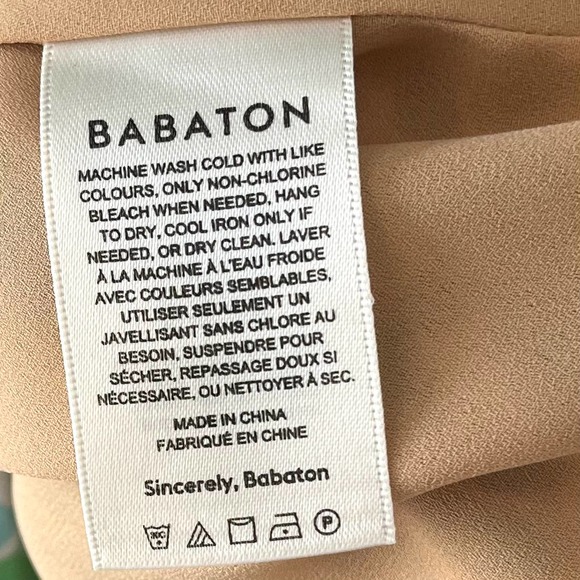 BABATON
MACHINE WASH COLD WITH LIKE
COLOURS, ONLY NON-CHLORINE
BLEACH WHEN NEEDED, HANG
TO DRY, COOL IRON ONLY IF
NEEDED, OR DRY CLEAN. LAVER
À LA MACHINE À L'EAU FROIDE
AVEC COULEURS SEMBLABLES,
UTILISER SEULEMENT UN
JAVELLISANT SANS CHLORE AU
BESOIN, SUSPENDRE POUR
SÉCHER, REPASSAGE DOUX SI
NÉCESSAIRE, OU NETTOYER À SEC.
MADE IN CHINA
FABRIQUÉ EN CHINE
Sincerely, Babaton
30C P